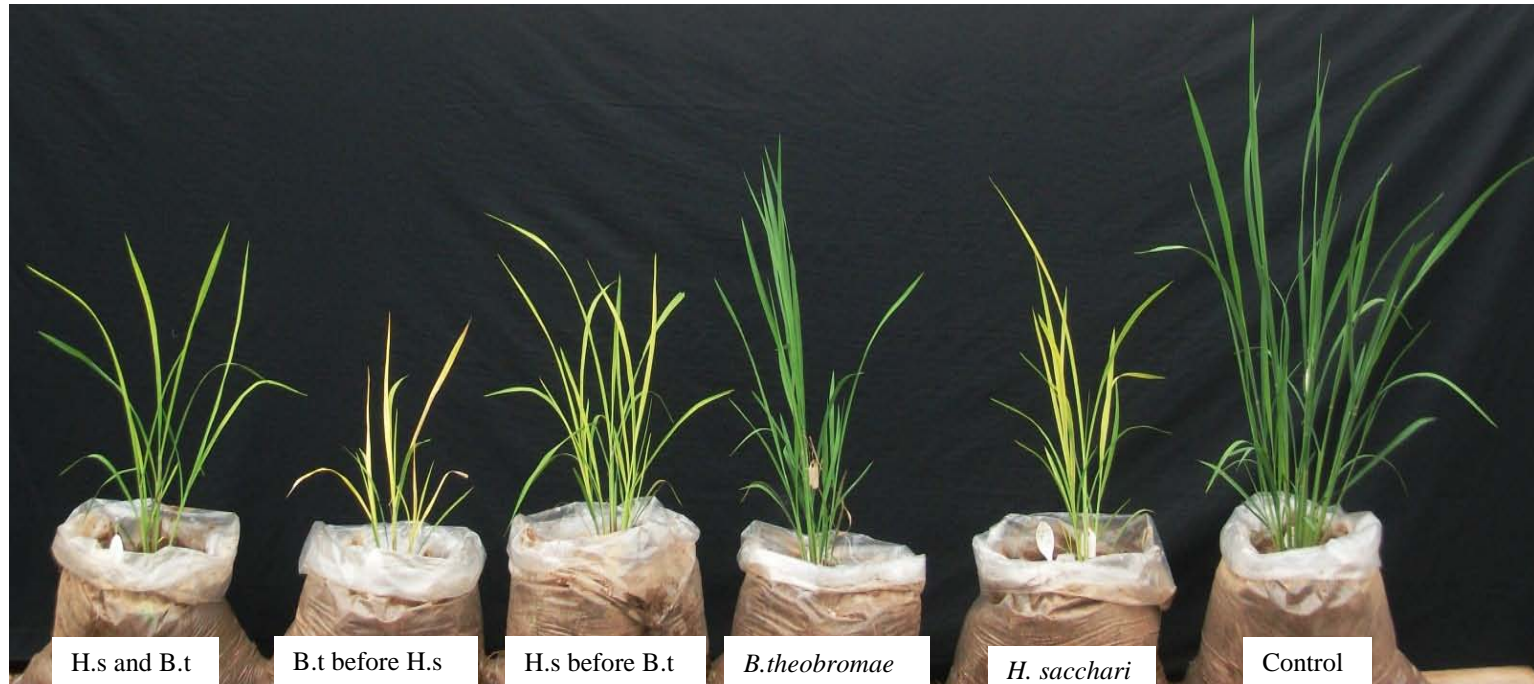 H.s and B.t
B.t before H.s
H.s before B.t
B.theobromae
H. sacchari
Control